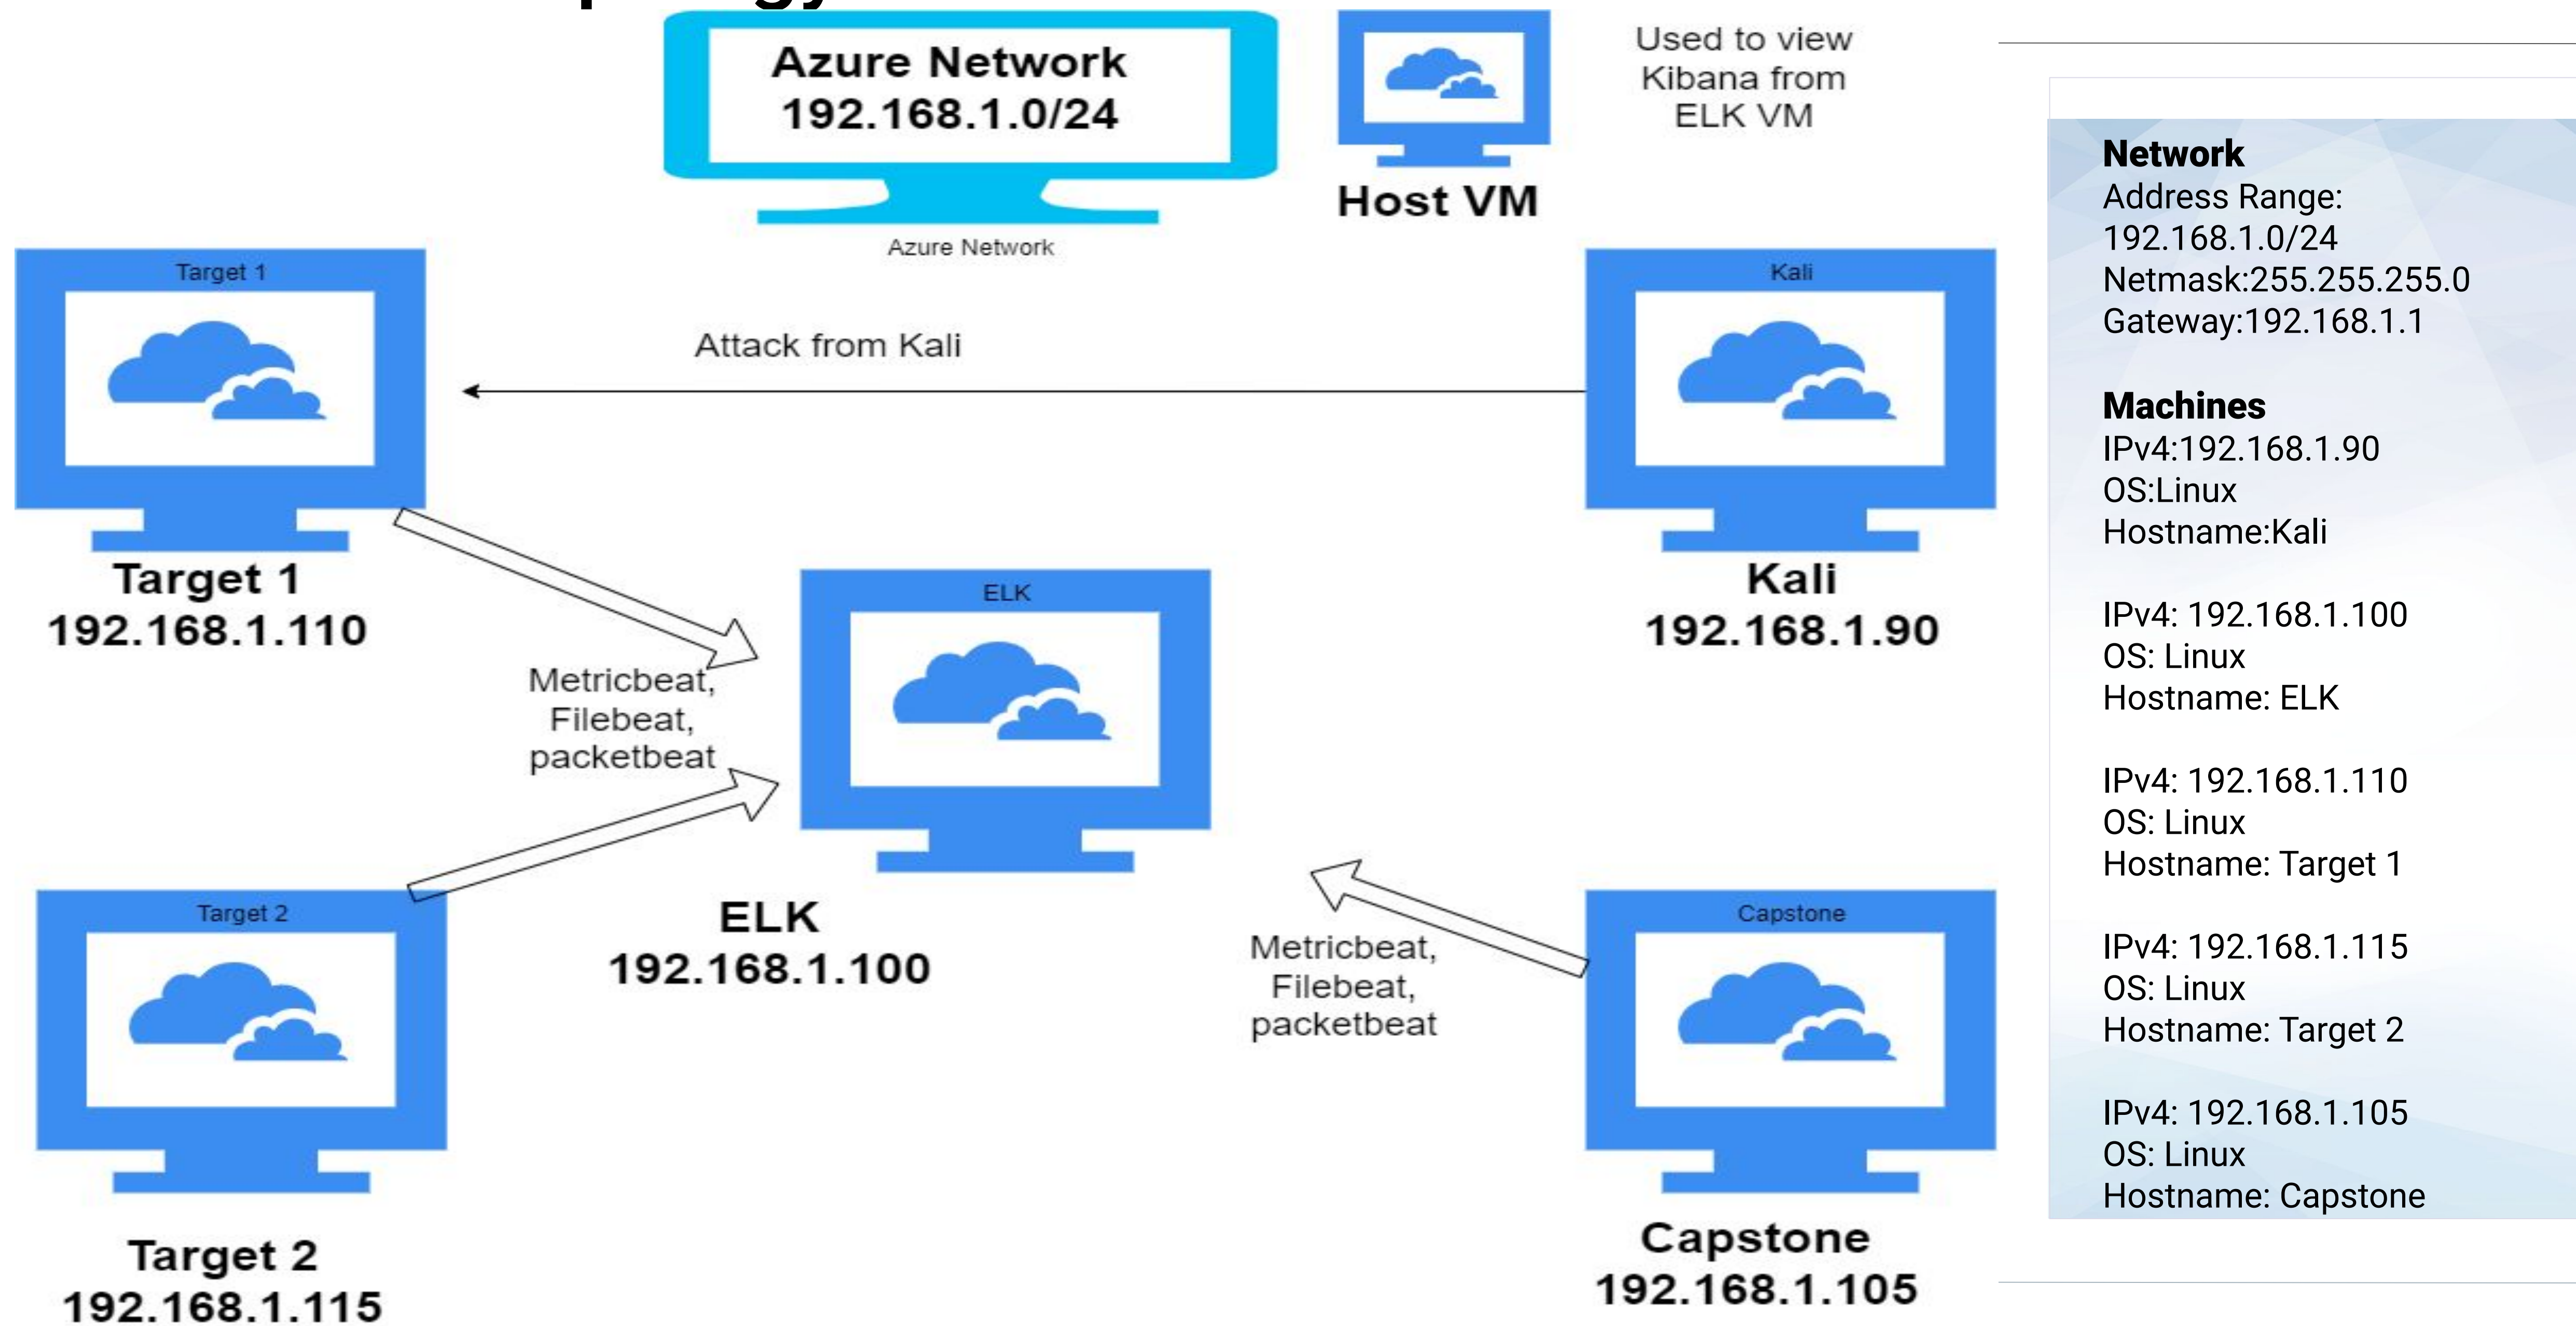 Azure Network
192.168.1.0/24
Azure Network
Host VM
Used to view
Kibana from
ELK VM
Target 1
Target 1
192.168.1.110
Attack from Kali
Kali
Kali
192.168.1.90
Metricbeat,
Filebeat,
packetbeat
ELK
ELK
192.168.1.100
Target 2
Target 2
192.168.1.115
Metricbeat,
Filebeat,
packetbeat
Capstone
Capstone
192.168.1.105
Network
Address Range:
192.168.1.0/24
Netmask:255.255.255.0
Gateway:192.168.1.1
Machines
IPv4:192.168.1.90
OS:Linux
Hostname:Kali
IPv4: 192.168.1.100
OS: Linux
Hostname: ELK
IPv4: 192.168.1.110
OS: Linux
Hostname: Target 1
IPv4: 192.168.1.115
OS: Linux
Hostname: Target 2
IPv4: 192.168.1.105
OS: Linux
Hostname: Capstone